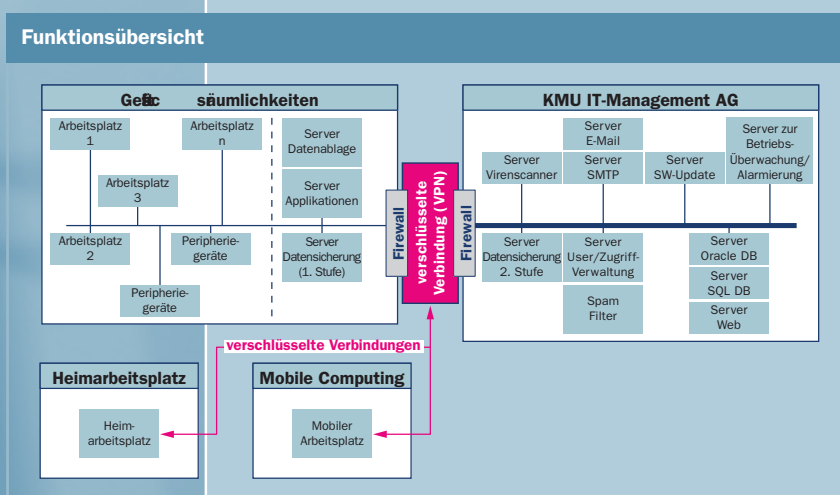 Funktionsübersicht
KMU IT-Management AG
Arbeitsplatz
1
Arbeitsplatz
n
Arbeitsplatz
3
Arbeitsplatz
2
Peripherie-
geräte
Peripherie-
geräte
Server
Datenablage
Server
Applikationen
Server
Datensicherung
(1. Stufe)
Firewall
verschlüsselte
Verbindung (VPN)
Firewall
Server
E-Mail
Server
Virenscanner
Server
SMTP
Server
SW-Update
Server zur
Betriebs-
Überwachung/
Alarmierung
Server
Datensicherung
2. Stufe
Server
User/Zugriff-
Verwaltung
Spam
Filter
Server
Oracle DB
Server
SQL DB
Server
Web
verschlüsselte Verbindungen
Heimarbeitsplatz
Heim-
arbeitsplatz
Mobile Computing
Mobiler
Arbeitsplatz